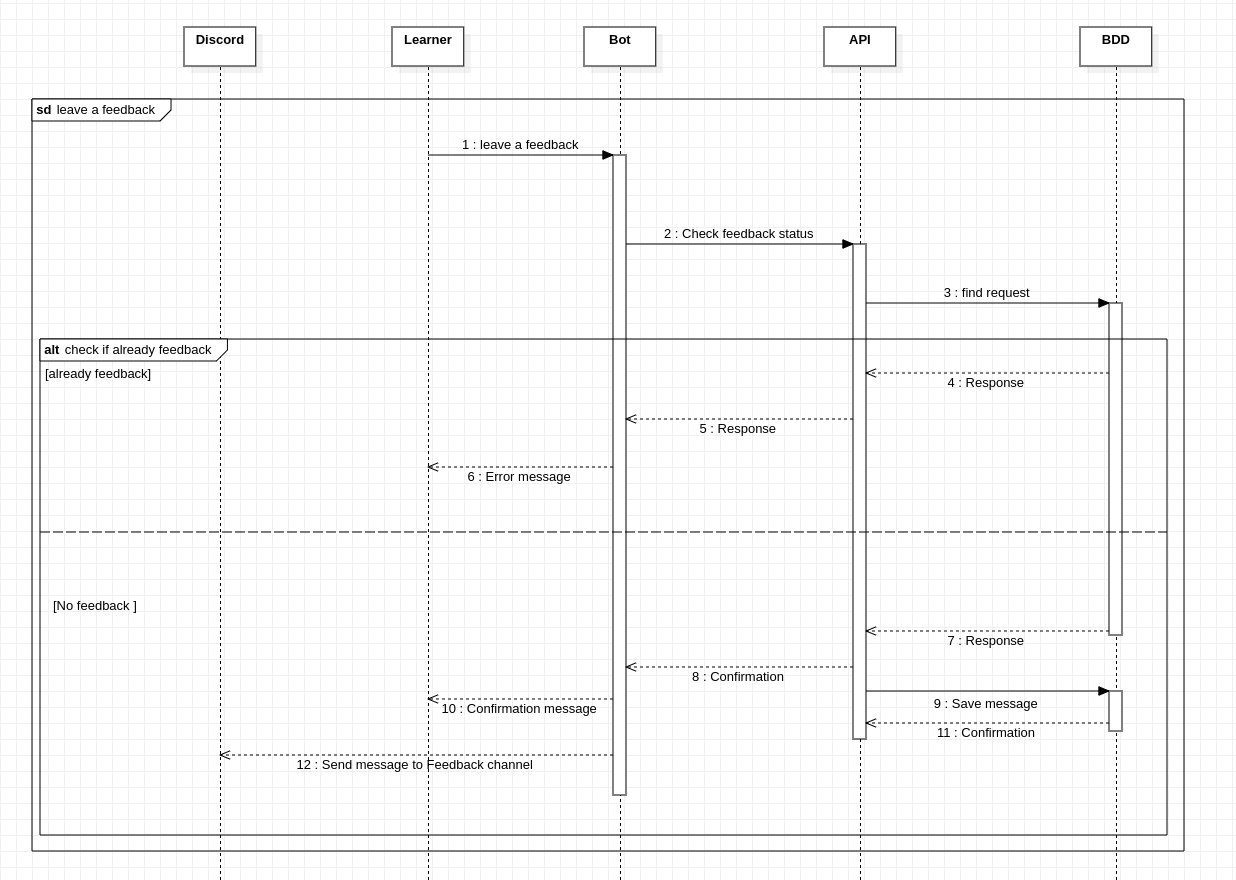 Discord
Learner
Bot
API
BDD
sd leave a feedback
1 : leave a feedback
2 : Check feedback status
3 : find request
alt check if already feedback
[already feedback]
4 : Response
5 : Response
6 : Error message
[No feedback ]
7 : Response
8 : Confirmation
9 : Save message
10 : Confirmation message
11 : Confirmation
12 : Send message to Feedback channel